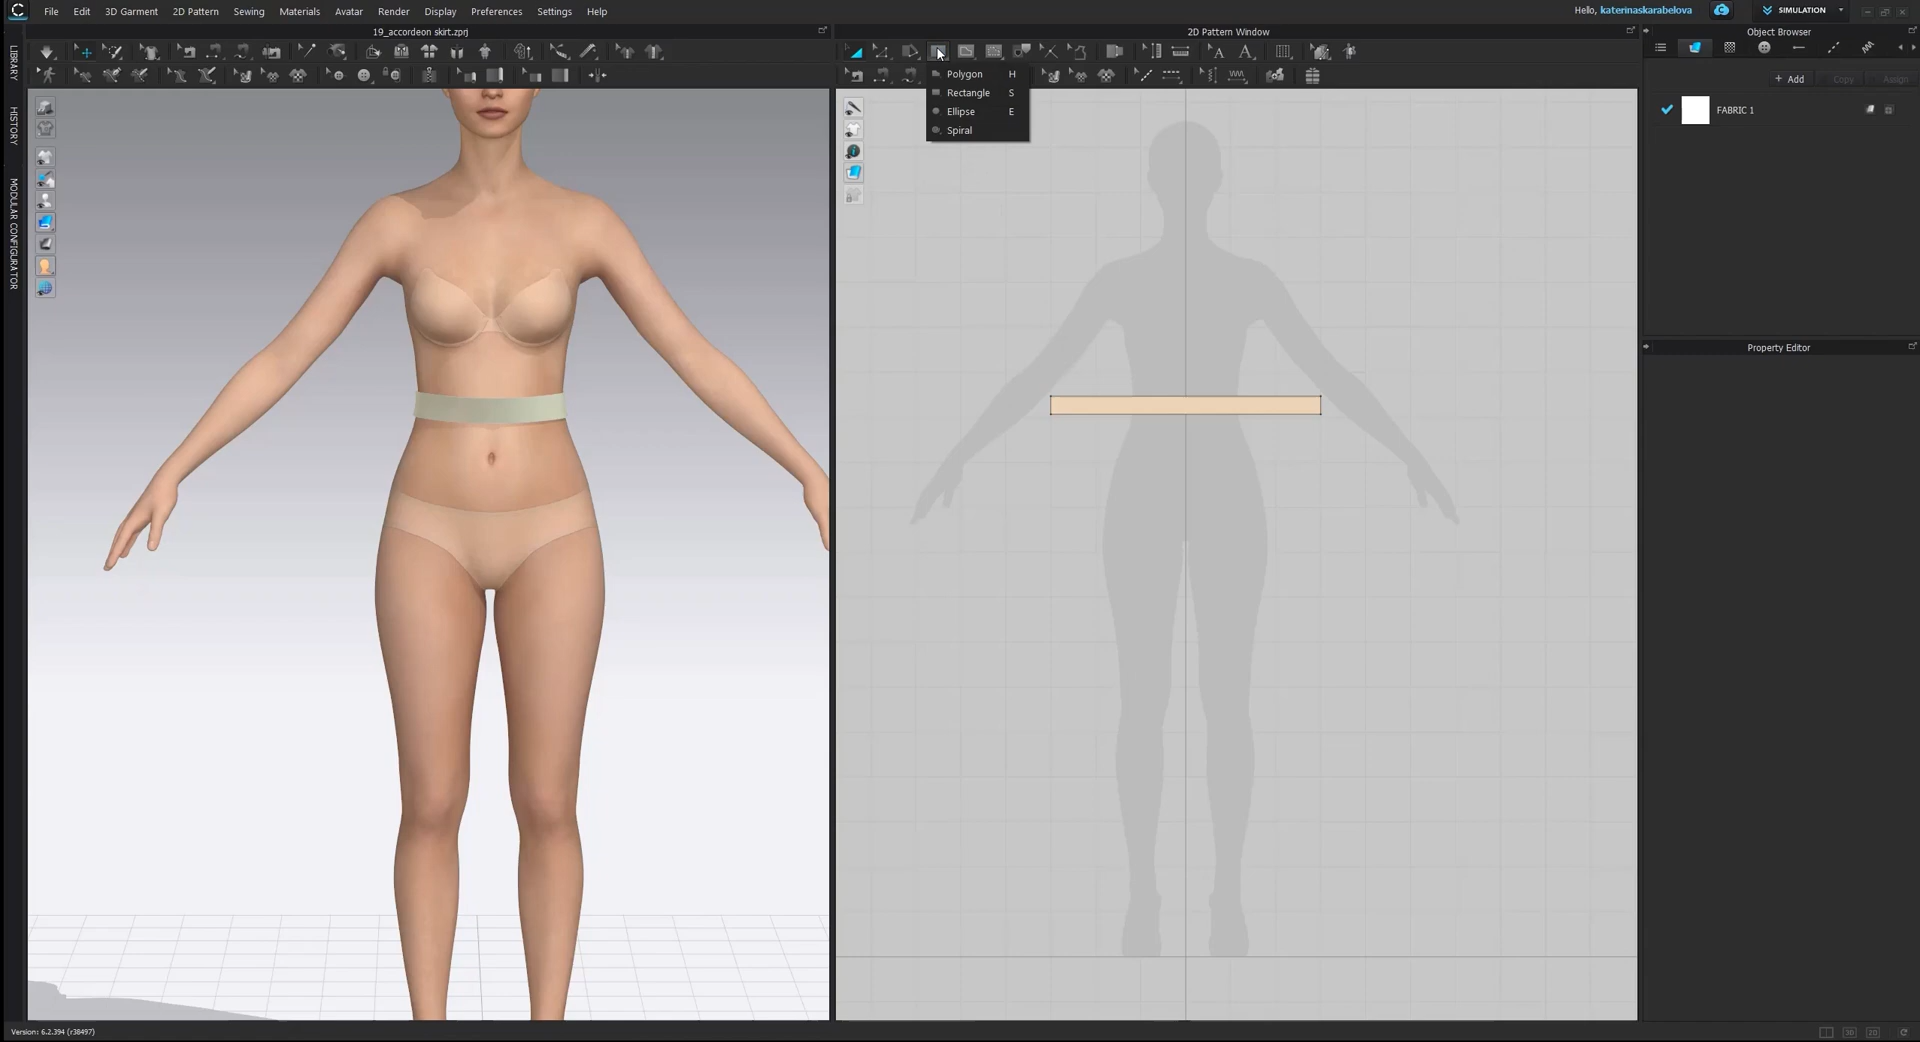 C File Edit 3D Garment 2D Pattern Sewing Materials Avatar Render Display Preferences Settings Help Hello, katerinaskarabelova C SIMULATION
19_accordeon skirt.zprj
2D Pattern Window
Object Browser
LIBRARY
HISTORY
MODULAR CONFIGURATOR
Polygon H
Rectangle S
Ellipse E
Spiral
+ Add Copy Assign
FABRIC 1
Property Editor
Version: 6.2.394 (r38497)
3D 2D